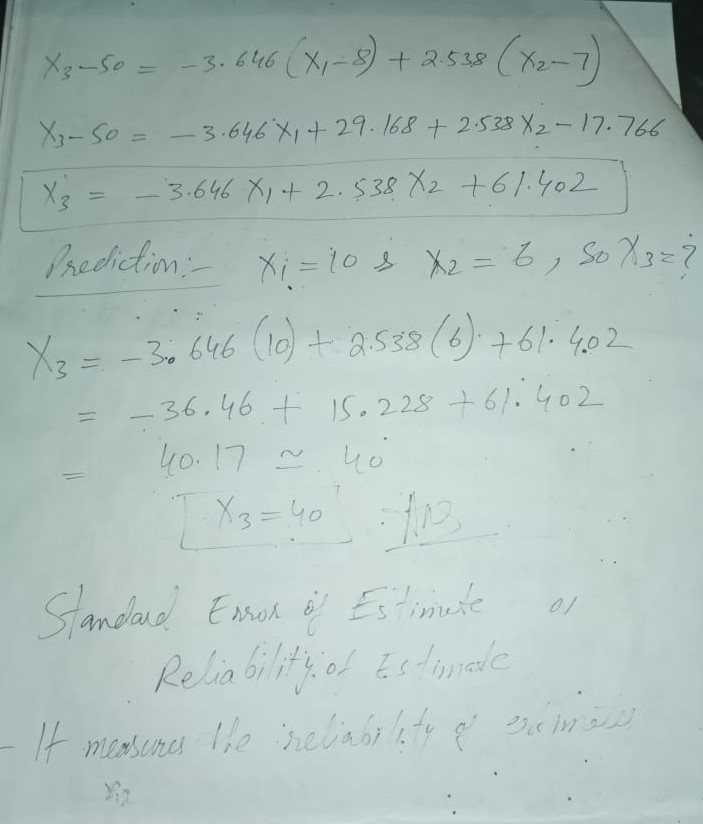 X₃-50 = -3.646 (X₁-8) + 2.538 (X₂-7)
X₃-50 = -3.646 X₁ + 29.168 + 2.538 X₂ - 17.766
X₃ = -3.646 X₁ + 2.538 X₂ + 61.402
Prediction:- X₁ = 10 & X₂ = 6, so X₃ = ?
X₃ = -3.646 (10) + 2.538 (6) + 61.402
= -36.46 + 15.228 + 61.402
= 40.17 ≃ 40
X₃ = 40 Ans
Standard Error of Estimate or
Reliability of Estimate
- It measures the reliability of